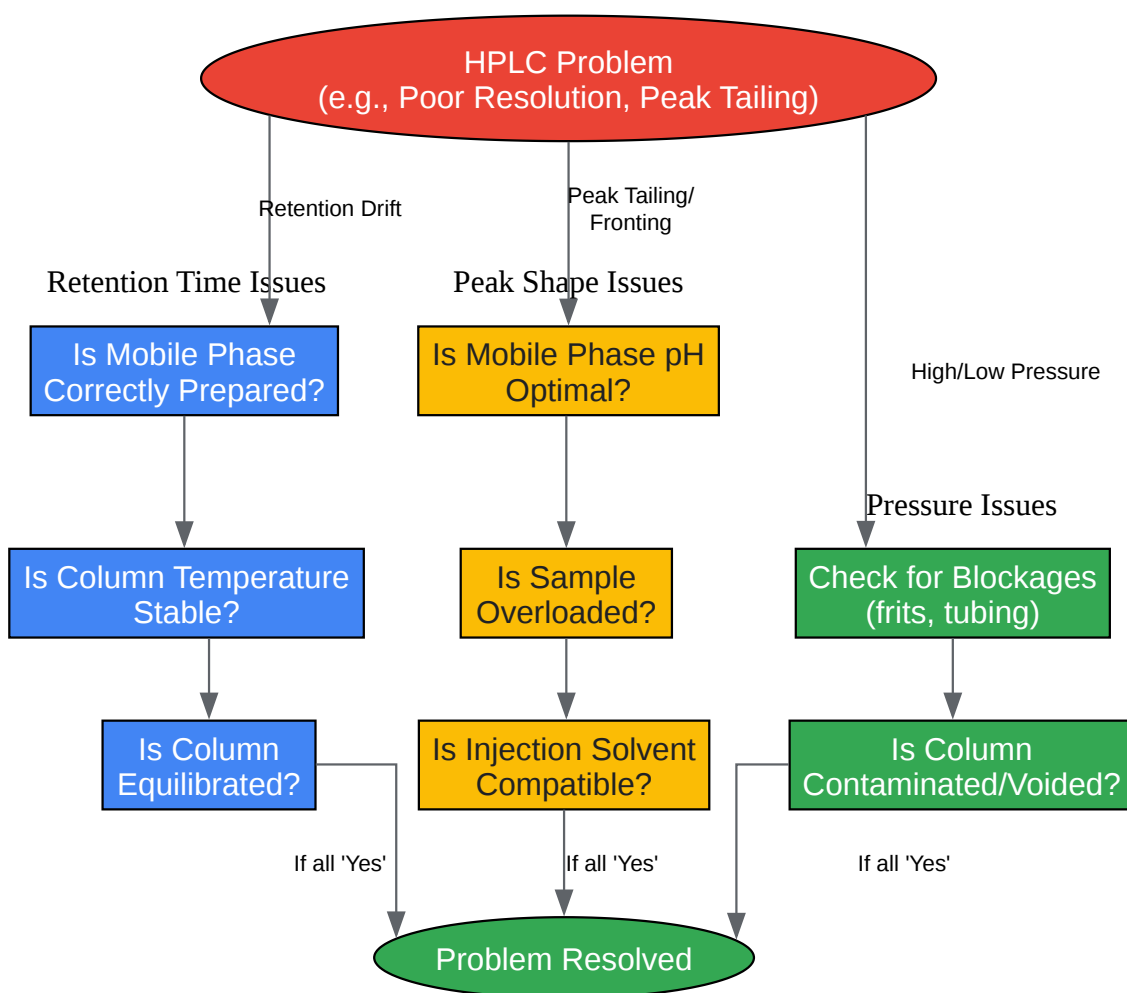 HPLC Problem
(e.g., Poor Resolution, Peak Tailing)
Retention Drift
Peak Tailing/
Fronting
Retention Time Issues
Peak Shape Issues
Is Mobile Phase
Correctly Prepared?
Is Mobile Phase pH
Optimal?
High/Low Pressure
Pressure Issues
Is Column Temperature
Stable?
Is Sample
Overloaded?
Check for Blockages
(frits, tubing)
Is Column
Equilibrated?
Is Injection Solvent
Compatible?
Is Column
Contaminated/Voided?
If all 'Yes'
If all 'Yes'
If all 'Yes'
Problem Resolved